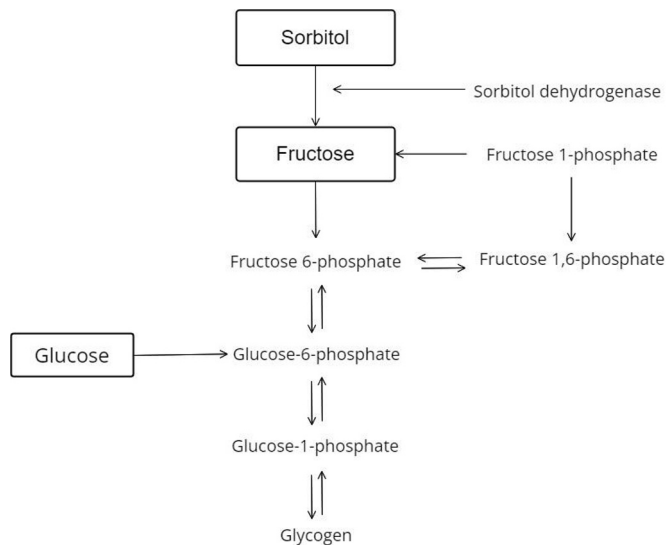 Sorbitol
Sorbitol dehydrogenase
Fructose
Fructose 1-phosphate
Fructose 6-phosphate
Fructose 1,6-phosphate
Glucose
Glucose-6-phosphate
Glucose-1-phosphate
Glycogen